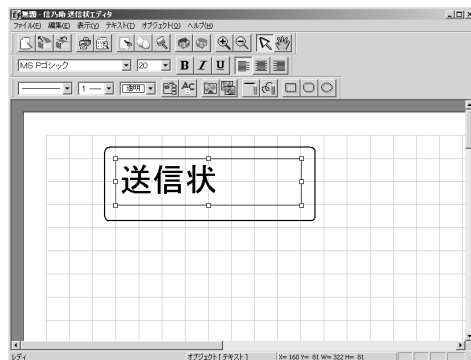 無題 - 信乃助 送信状エディタ
ファイル(F) 編集(E) 表示(V) テキスト(T) オブジェクト(O) ヘルプ(H)
MS Pゴシック 20 B I U
1 透明 AC
送信状
レディ オブジェクト [テキスト] X= 160 Y= 81 W= 322 H= 81